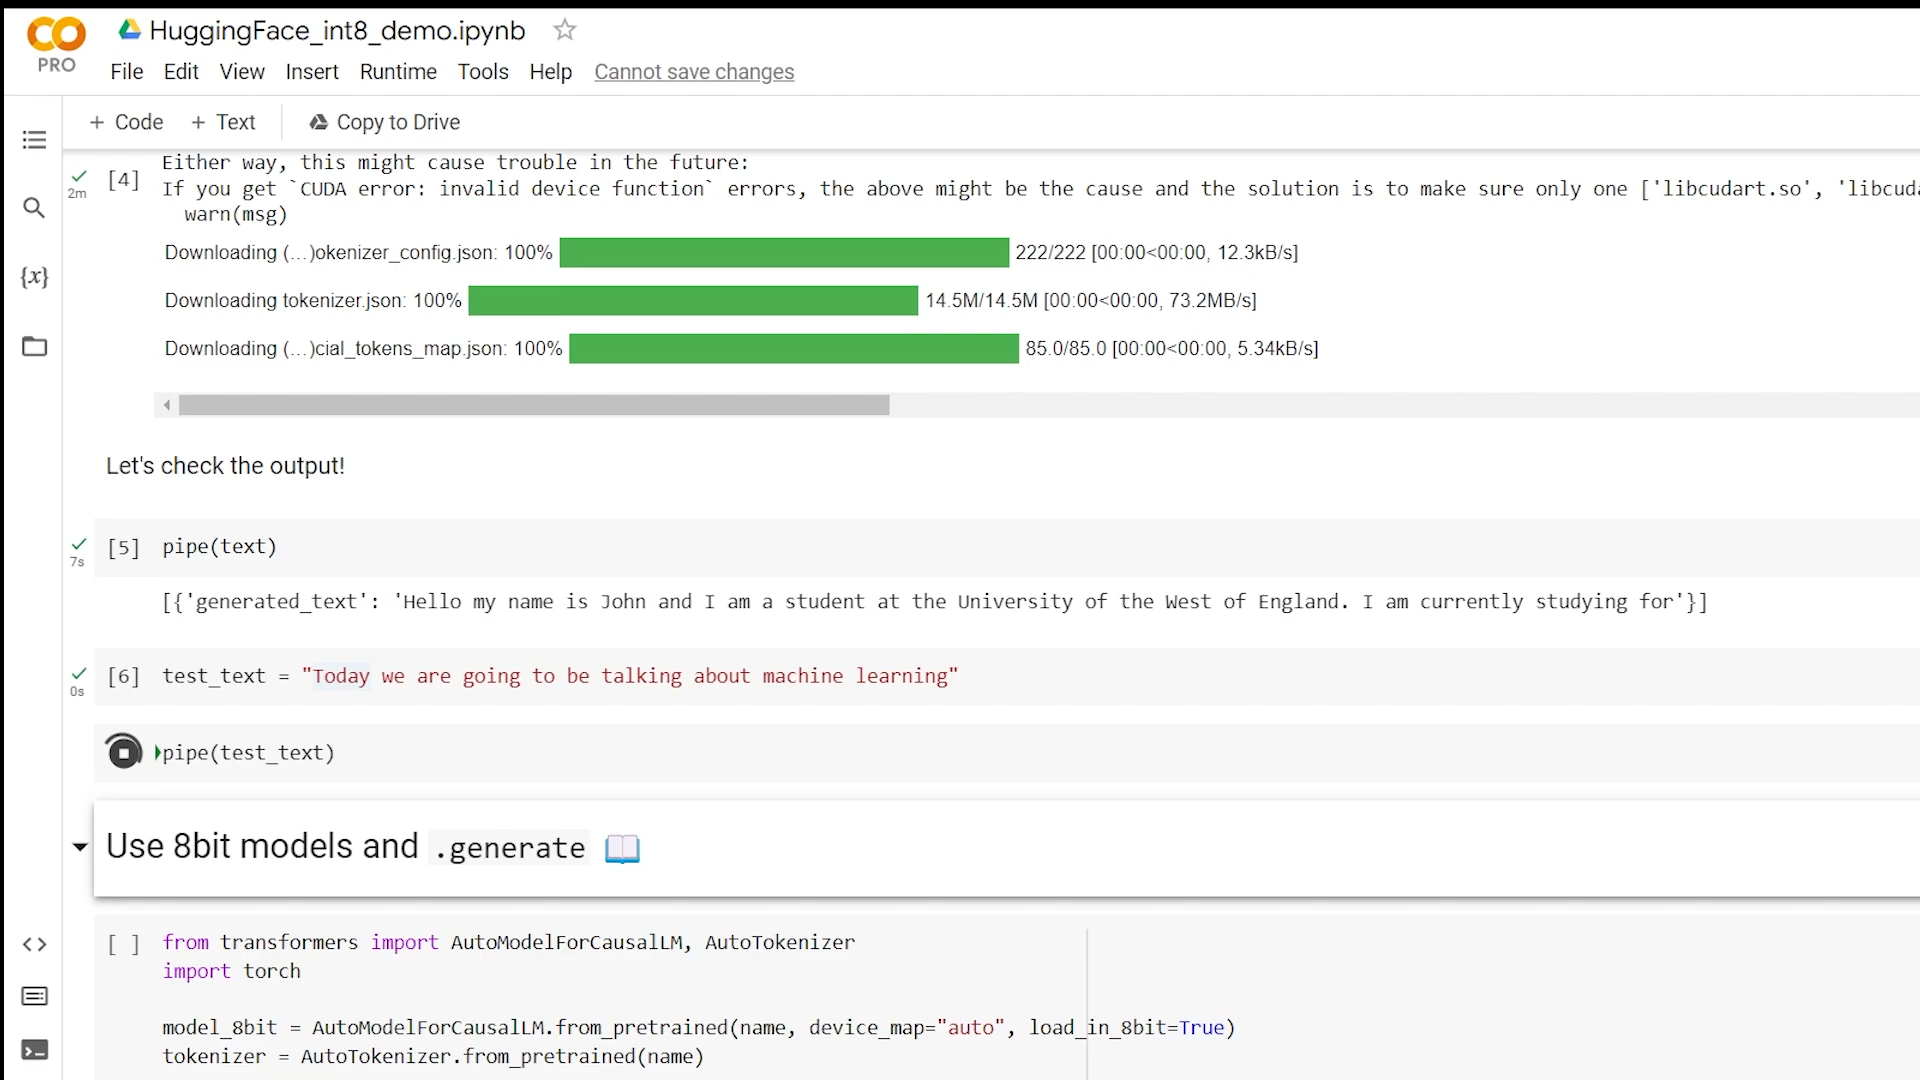 HuggingFace_int8_demo.ipynb
PRO
File Edit View Insert Runtime Tools Help Cannot save changes
+ Code + Text Copy to Drive
Either way, this might cause trouble in the future:
2m [4] If you get `CUDA error: invalid device function` errors, the above might be the cause and the solution is to make sure only one ['libcudart.so', 'libcuda
warn(msg)
Downloading (…)okenizer_config.json: 100% 222/222 [00:00<00:00, 12.3kB/s]
Downloading tokenizer.json: 100% 14.5M/14.5M [00:00<00:00, 73.2MB/s]
Downloading (…)cial_tokens_map.json: 100% 85.0/85.0 [00:00<00:00, 5.34kB/s]
{x}
Let's check the output!
7s [5] pipe(text)
[{'generated_text': 'Hello my name is John and I am a student at the University of the West of England. I am currently studying for'}]
0s [6] test_text = "Today we are going to be talking about machine learning"
pipe(test_text)
Use 8bit models and .generate
[ ] from transformers import AutoModelForCausalLM, AutoTokenizer
import torch
model_8bit = AutoModelForCausalLM.from_pretrained(name, device_map="auto", load_in_8bit=True)
tokenizer = AutoTokenizer.from_pretrained(name)